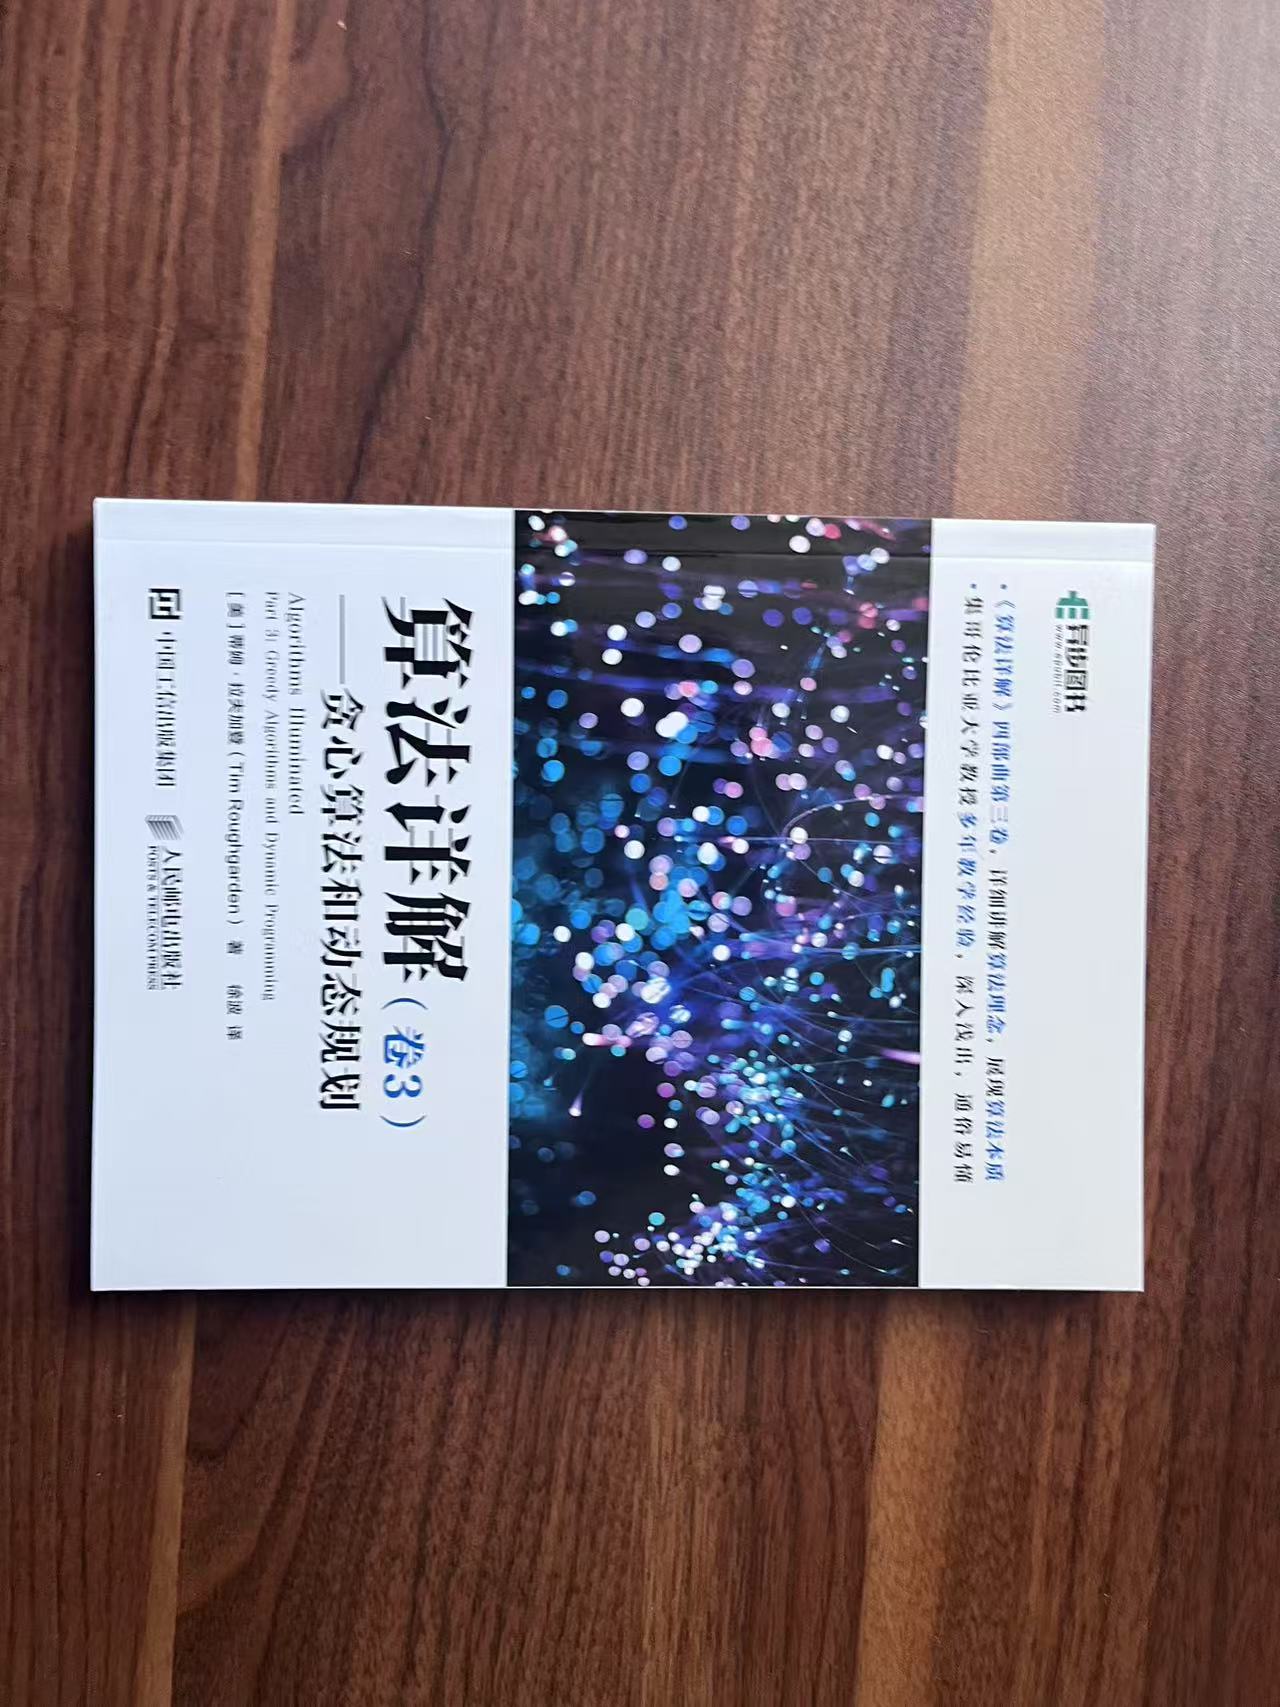 异步图书
www.epubit.com
·《算法详解》四部曲第三卷，详细讲解算法理念，展现算法本质
·集哥伦比亚大学教授多年教学经验，深入浅出，通俗易懂
算法详解（卷3）
——贪心算法和动态规划
Algorithms Illuminated
Part 3: Greedy Algorithms and Dynamic Programming
[美]蒂姆·拉夫加登（Tim Roughgarden） 著 徐波 译
中国工信出版集团 人民邮电出版社
POSTS & TELECOM PRESS